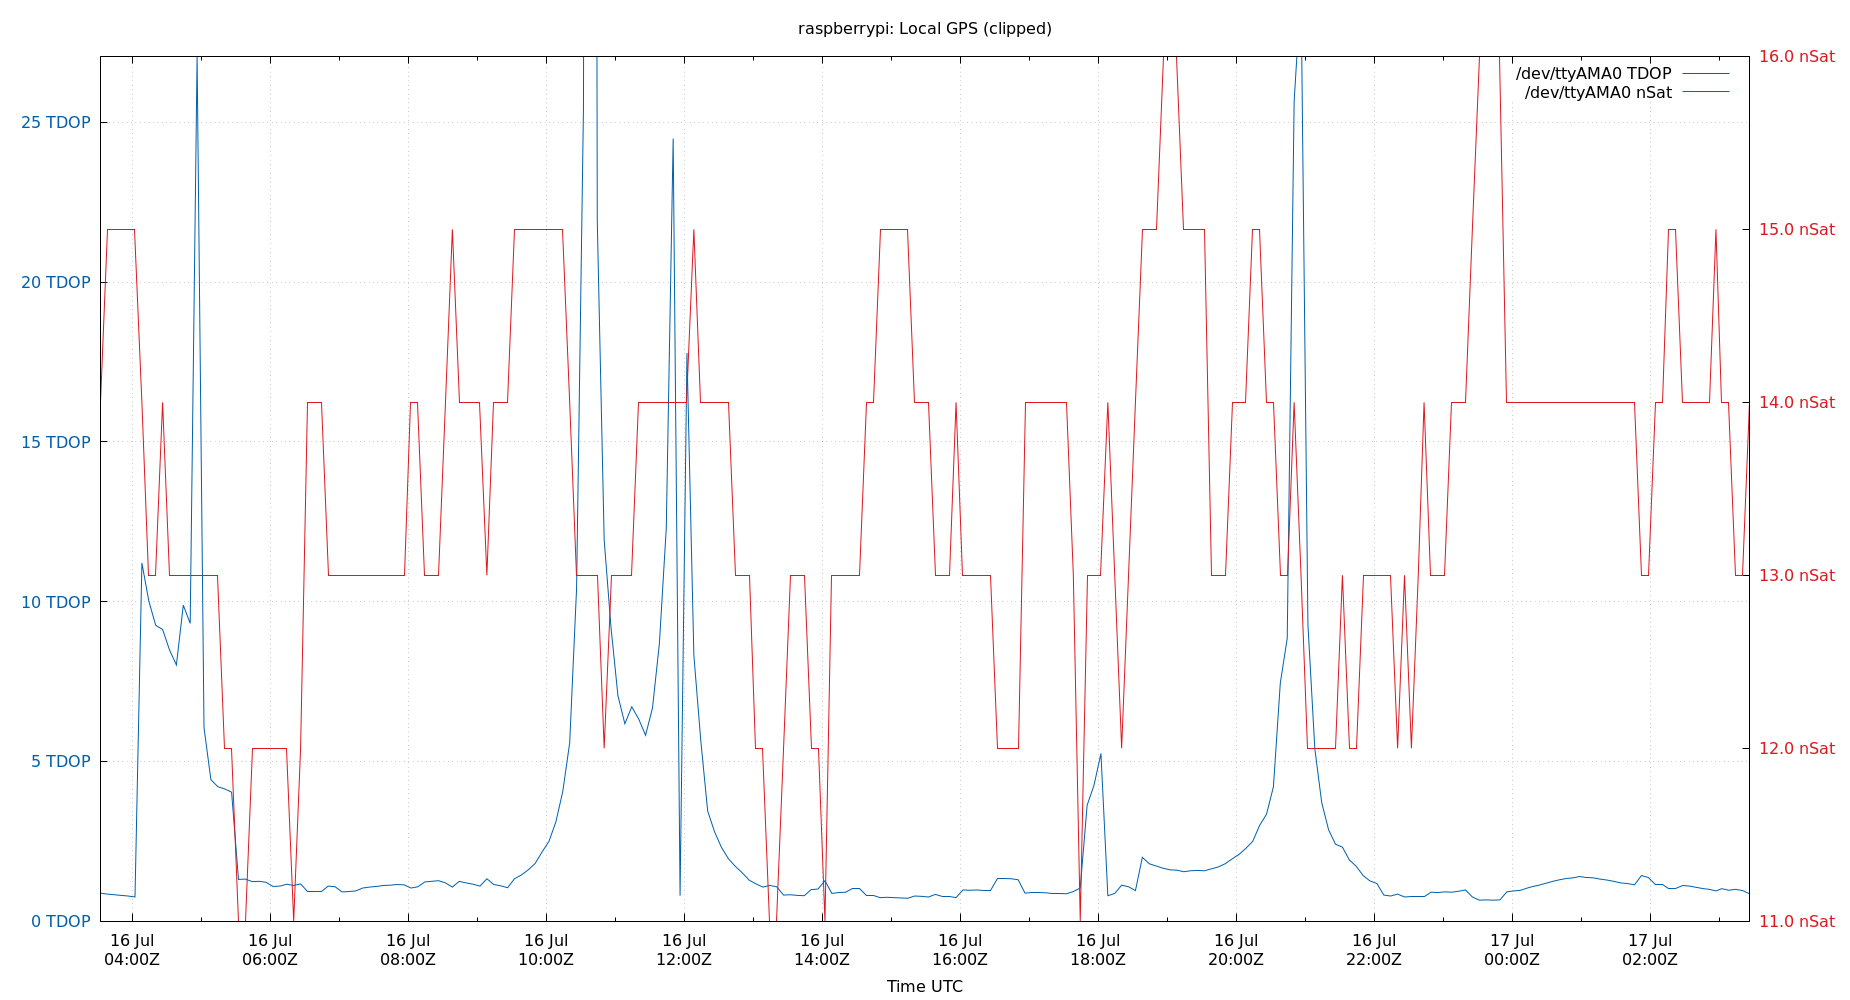 raspberrypi: Local GPS (clipped)
16.0 nSat
/dev/ttyAMA0 TDOP
/dev/ttyAMA0 nSat
25 TDOP
15.0 nSat
20 TDOP
14.0 nSat
15 TDOP
13.0 nSat
10 TDOP
12.0 nSat
5 TDOP
0 TDOP
11.0 nSat
16 Jul 16 Jul 16 Jul 16 Jul 16 Jul 16 Jul 16 Jul 16 Jul 16 Jul 16 Jul 17 Jul 17 Jul
04:00Z 06:00Z 08:00Z 10:00Z 12:00Z 14:00Z 16:00Z 18:00Z 20:00Z 22:00Z 00:00Z 02:00Z
Time UTC